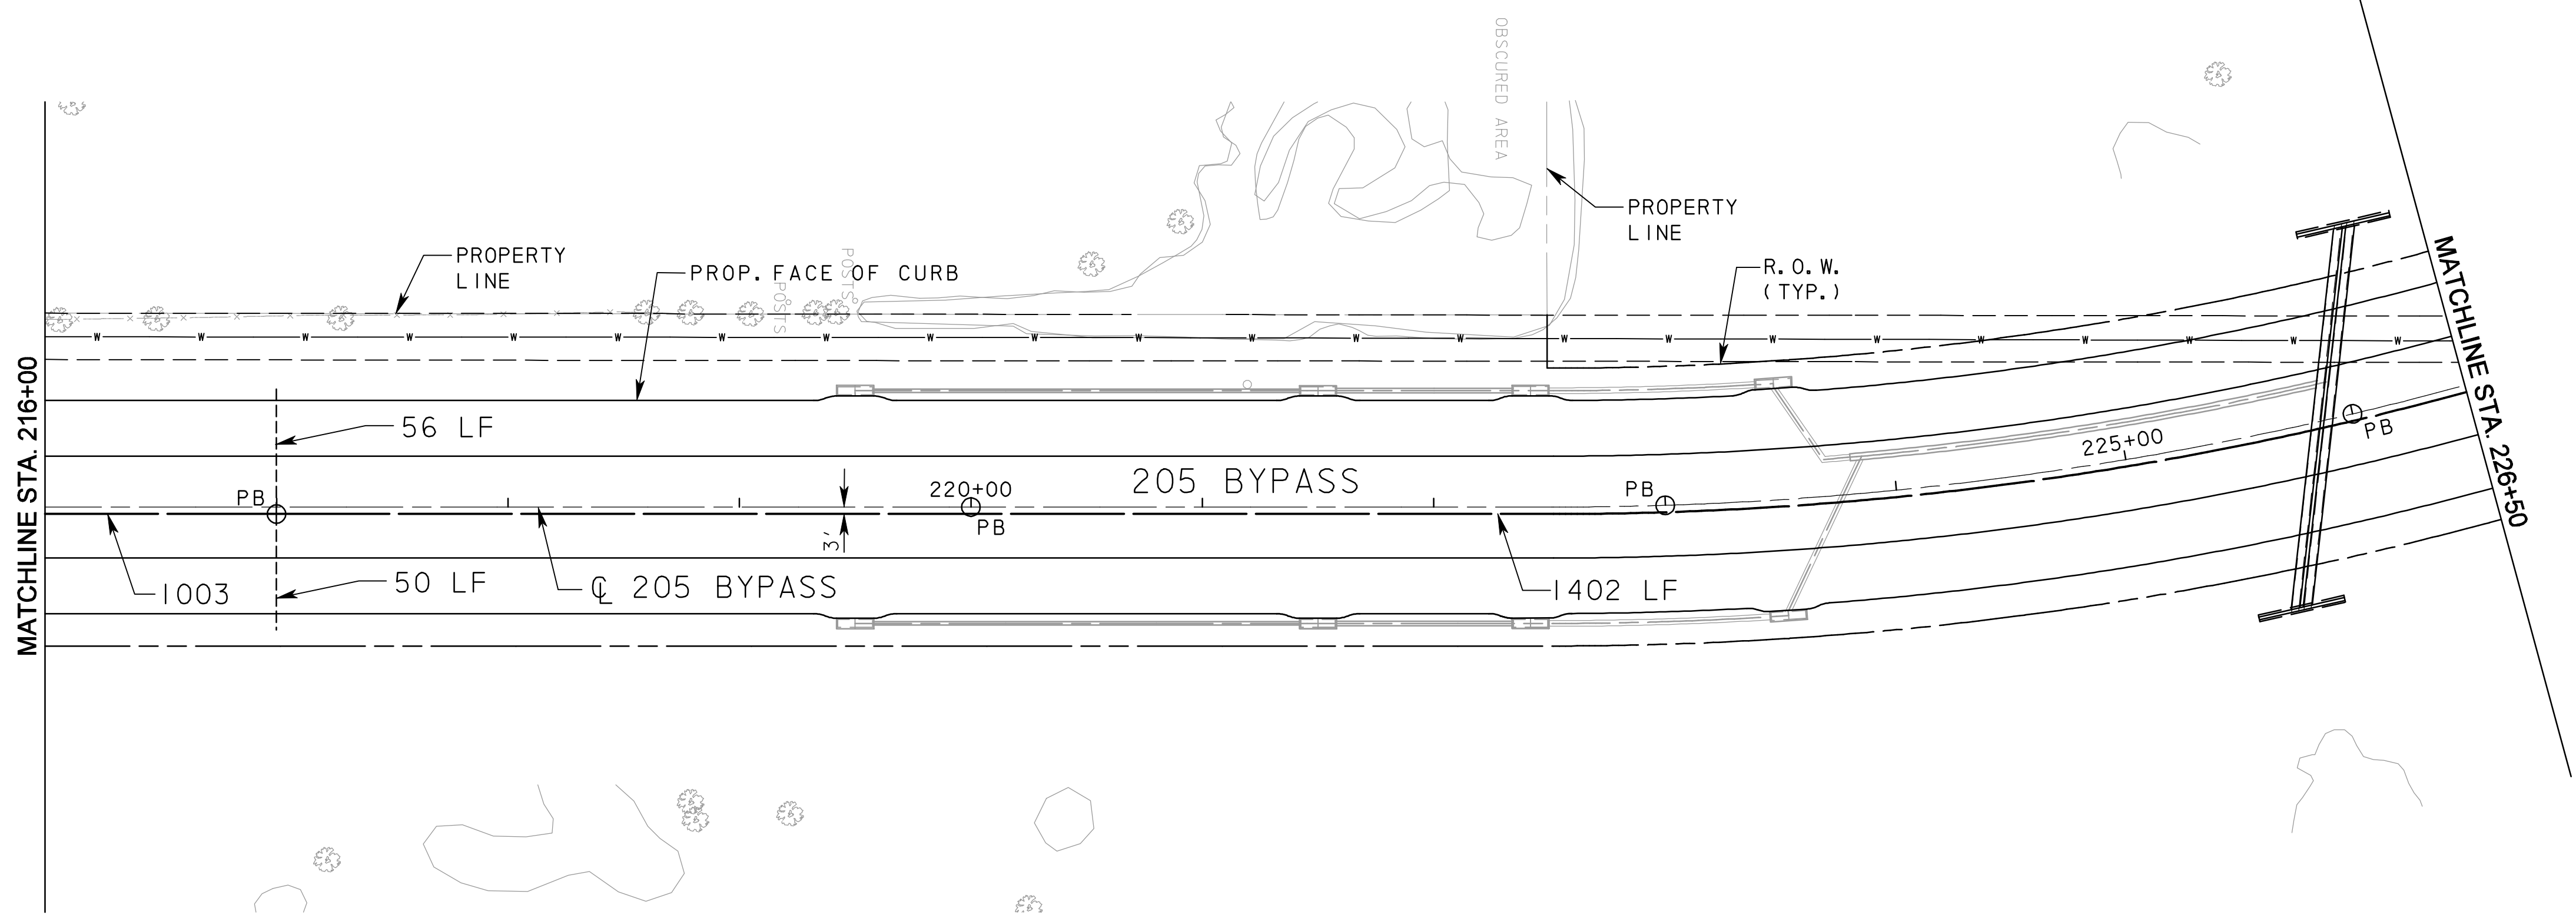 OBSCURED AREA
PROPERTY
LINE
PROPERTY
LINE
POSTS
POSTS
PROP. FACE OF CURB
R.O.W.
(TYP.)
W W W W W W W W W W W W W W W W W W W W W W W
MATCHLINE STA. 216+00
MATCHLINE STA. 226+50
56 LF
225+00
PB
205 BYPASS
PB
220+00
PB
PB
3'
1003
50 LF
℄ 205 BYPASS
1402 LF